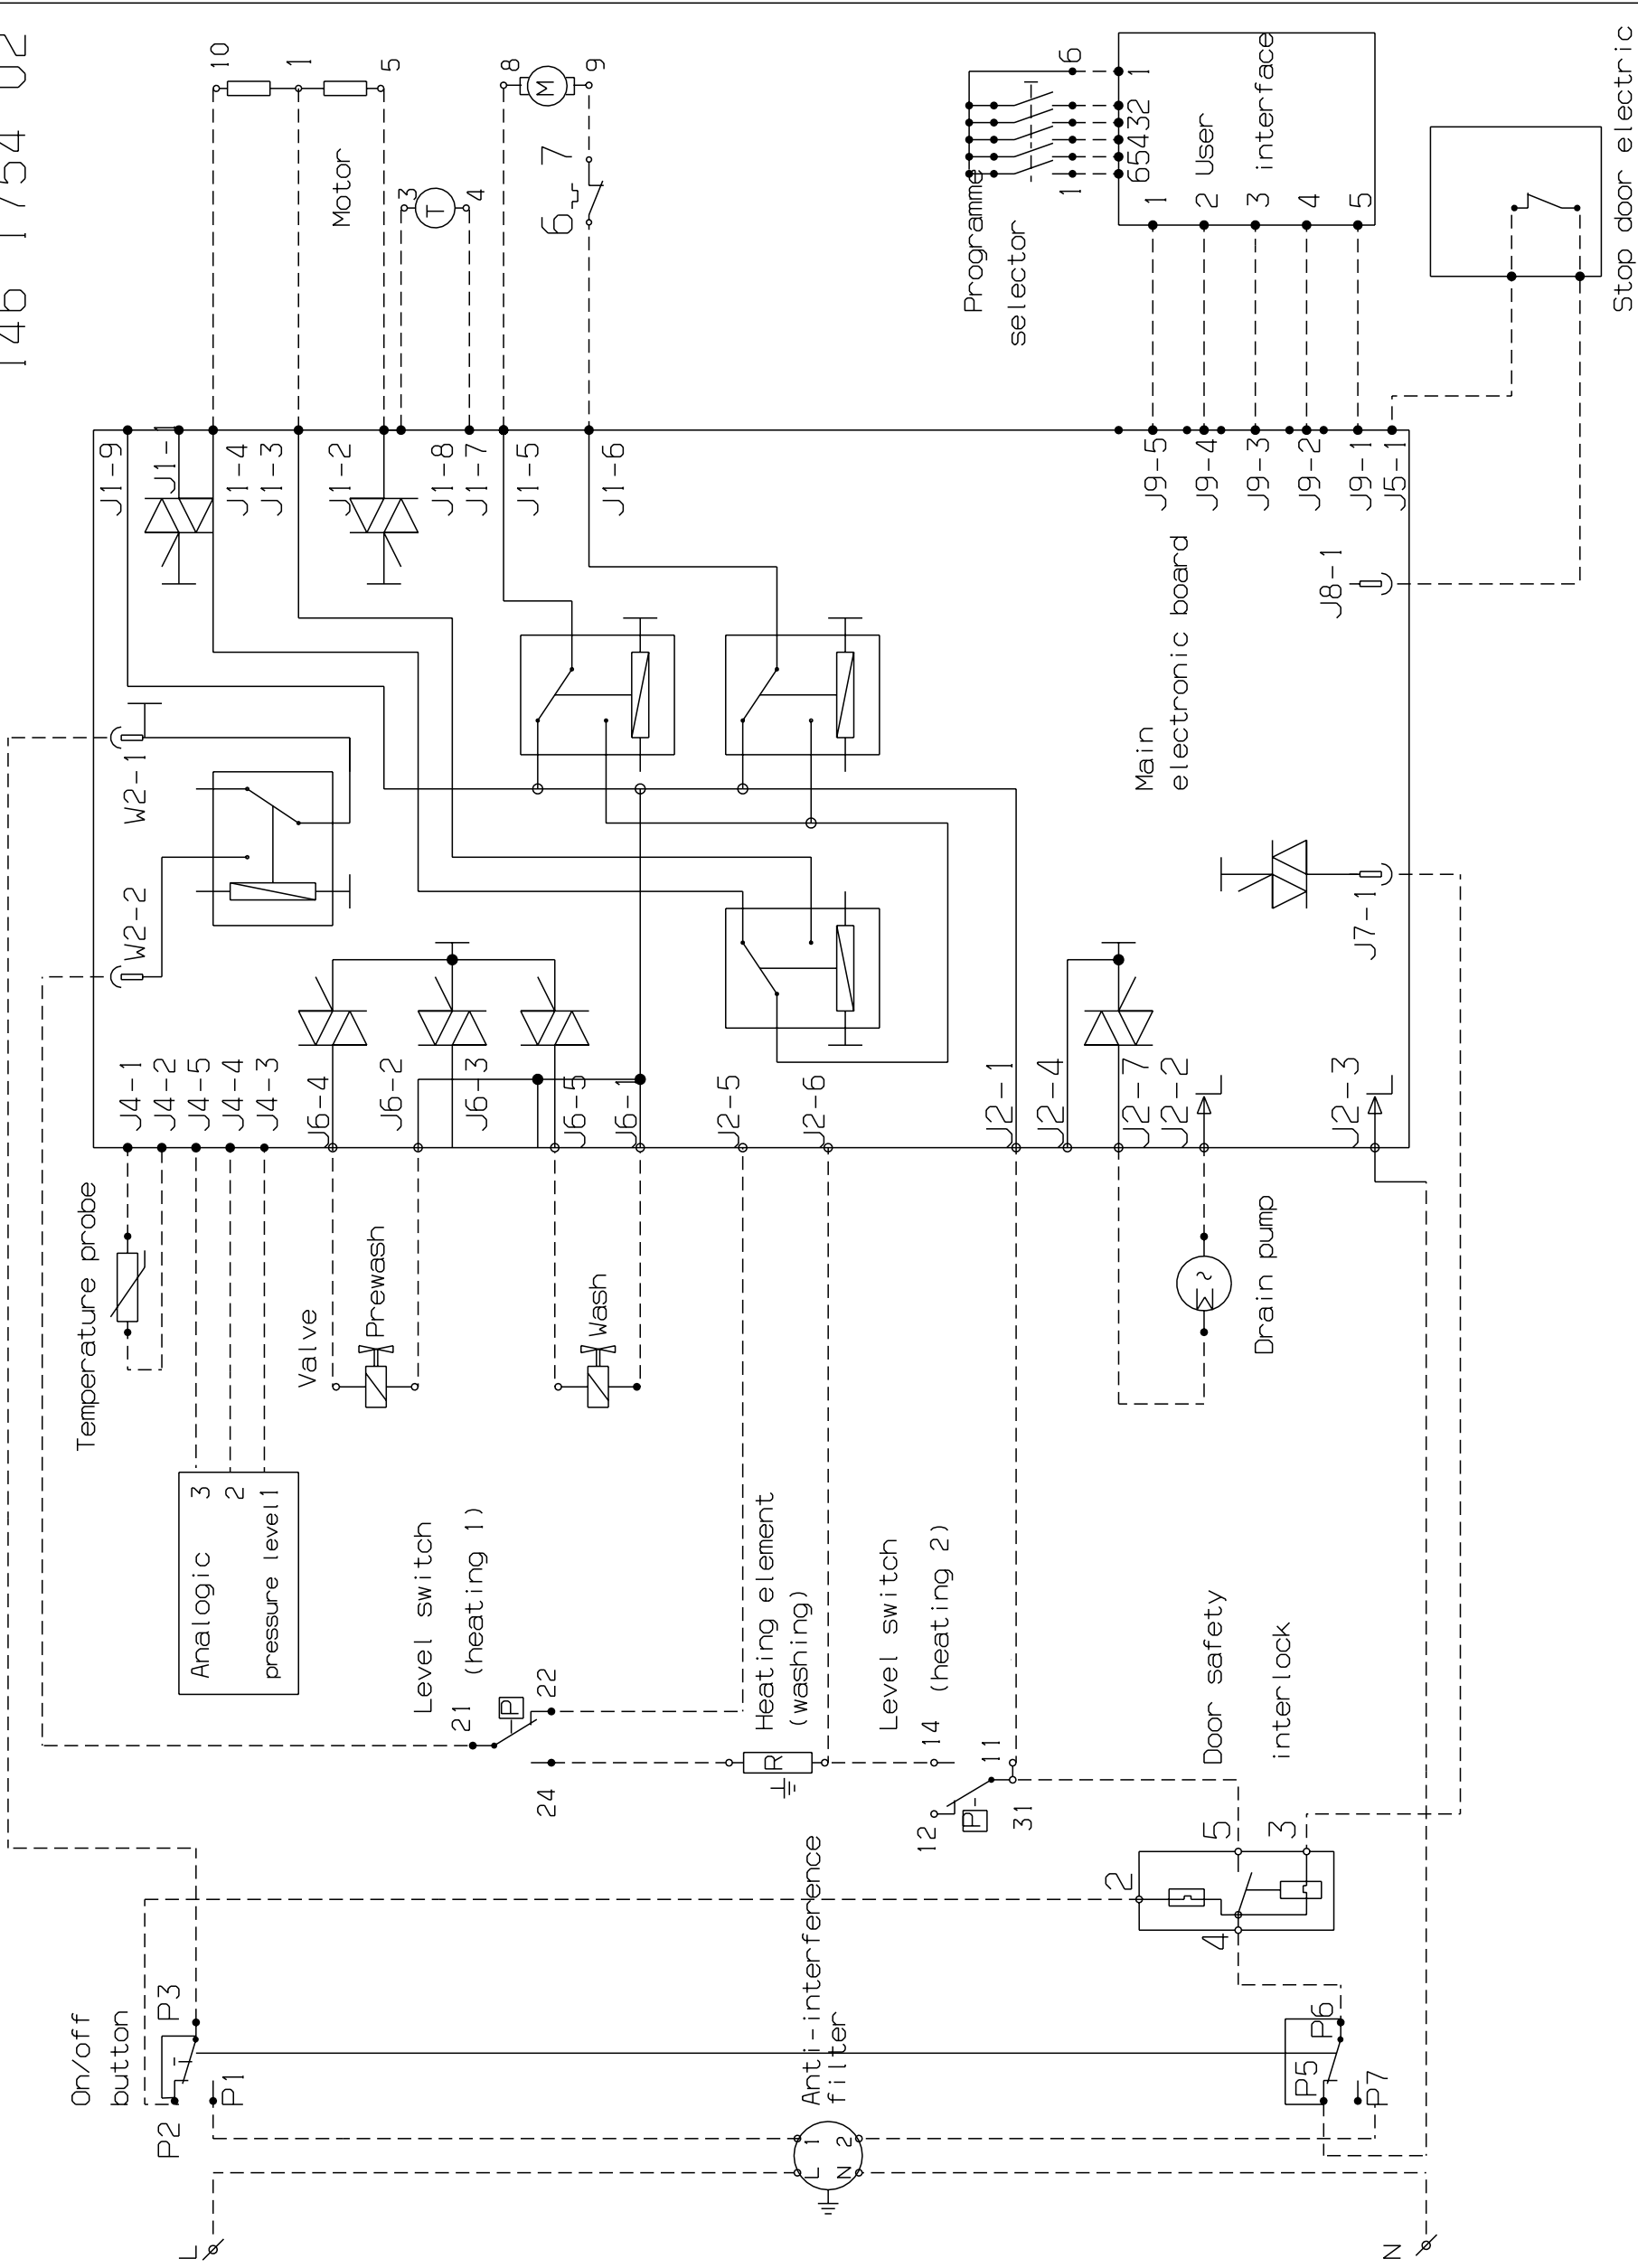 146 1754 02
10
1
5
Motor
3
T
4
8
M
9
6 7
Programme
selector
1
6
65432 1
User
interface
1
2
3
4
5
Stop door electric
J1-9
J1-1
J1-4
J1-3
J1-2
J1-8
J1-7
J1-5
J1-6
J9-5
J9-4
J9-3
J9-2
J9-1
J5-1
J8-1
Main
electronic board
J7-1
W2-1
W2-2
J4-1
J4-2
J4-5
J4-4
J4-3
J6-4
J6-2
J6-3
J6-5
J6-1
J2-5
J2-6
J2-1
J2-4
J2-7
J2-2
J2-3
Temperature probe
Valve
Prewash
Wash
M
~
Drain pump
Analogic 3
2
pressure level 1
Level switch
(heating 1)
21
P
22
24
Heating element
(washing)
R
Level switch
(heating 2)
14
11
12
P
31
Door safety
interlock
2
5
3
4
On/off
button
P3
P2
P1
Anti-interference
filter
L 1
N 2
P6
P5
P7
L
N